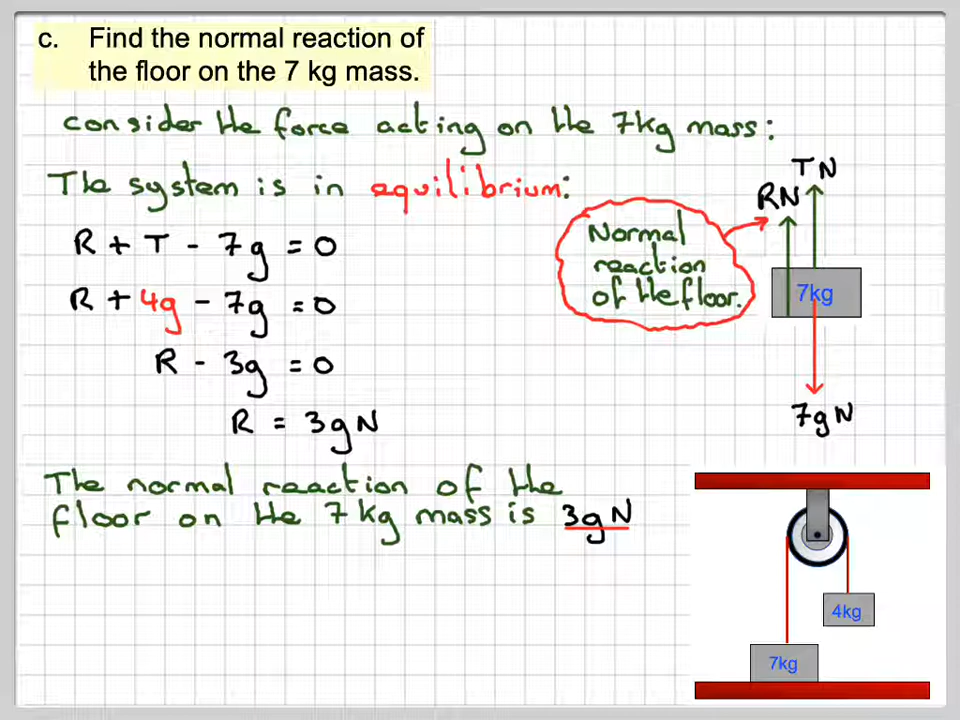 c. Find the normal reaction of
the floor on the 7 kg mass.
consider the force acting on the 7kg mass:
The system is in equilibrium:
R + T - 7g = 0
R + 4g - 7g = 0
R - 3g = 0
R = 3gN
The normal reaction of the
floor on the 7kg mass is 3gN
TN
RN
Normal
reaction
of the floor.
7kg
7gN
4kg
7kg